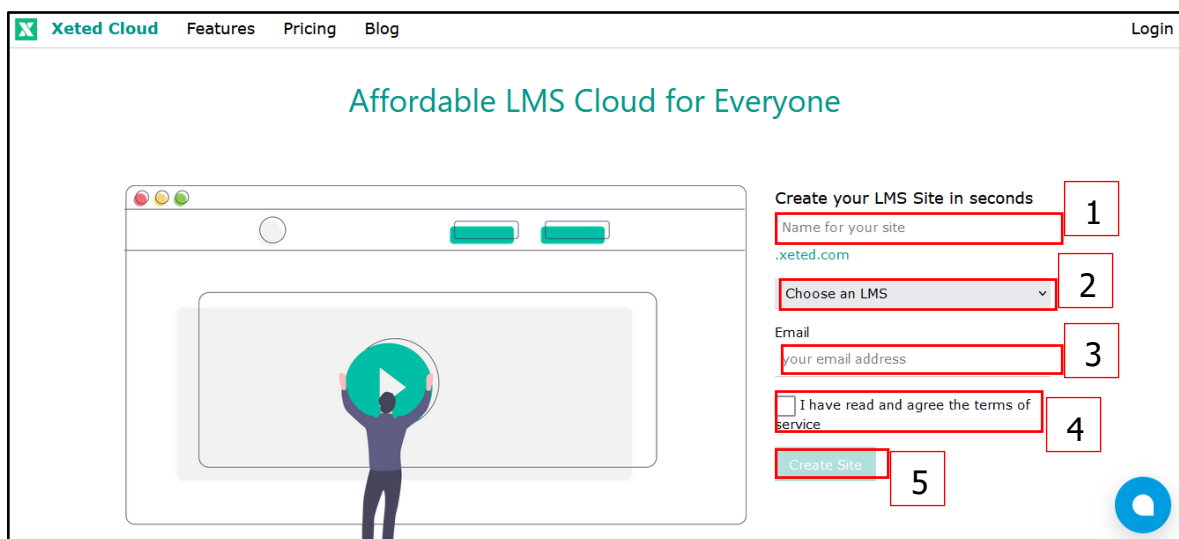 Xeted Cloud Features Pricing Blog Login
Affordable LMS Cloud for Everyone
Create your LMS Site in seconds
1
Name for your site
.xeted.com
2
Choose an LMS
Email
3
your email address
I have read and agree the terms of
service
4
Create Site
5